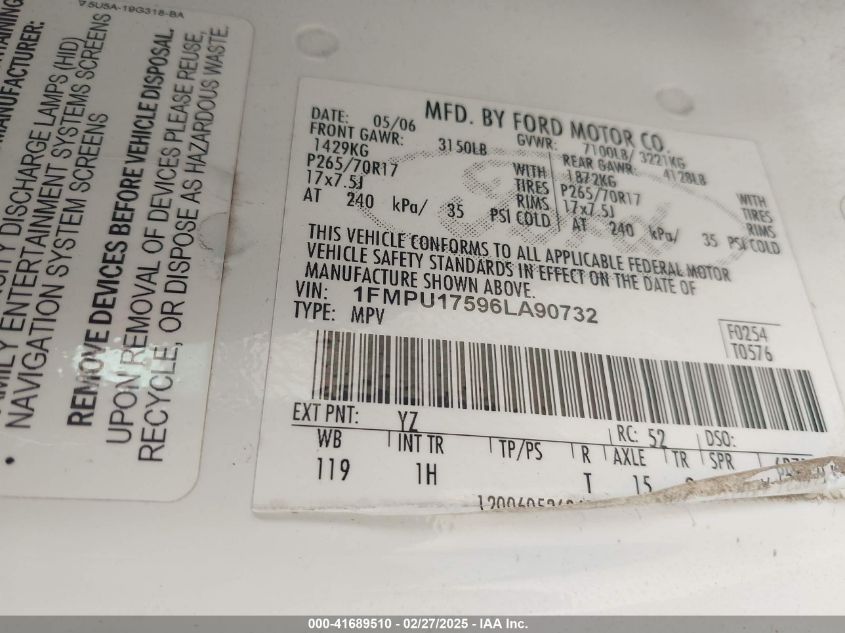 5U5A-19G318-BA
MANUFACTURER:
DISCHARGE LAMPS (HID)
FAMILY ENTERTAINMENT SYSTEMS SCREENS
• NAVIGATION SYSTEM SCREENS
REMOVE DEVICES BEFORE VEHICLE DISPOSAL.
UPON REMOVAL OF DEVICES PLEASE REUSE,
RECYCLE, OR DISPOSE AS HAZARDOUS WASTE.
MFD. BY FORD MOTOR CO.
DATE: 05/06 GVWR: 7100LB/ 3221KG
FRONT GAWR: 3150LB REAR GAWR: 4128LB
1429KG WITH 1872KG WITH
P265/70R17 TIRES P265/70R17 TIRES
17x7.5J RIMS 17x7.5J RIMS
AT 240 kPa/ 35 PSI COLD AT 240 kPa/ 35 PSI COLD
Ford
THIS VEHICLE CONFORMS TO ALL APPLICABLE FEDERAL MOTOR
VEHICLE SAFETY STANDARDS IN EFFECT ON THE DATE OF
MANUFACTURE SHOWN ABOVE.
VIN: 1FMPU17596LA90732
TYPE: MPV
F0254
T0576
EXT PNT: YZ RC: 52 DSO:
WB INT TR TP/PS R AXLE TR SPR
119 1H T 15
000-41689510 - 02/27/2025 - IAA Inc.